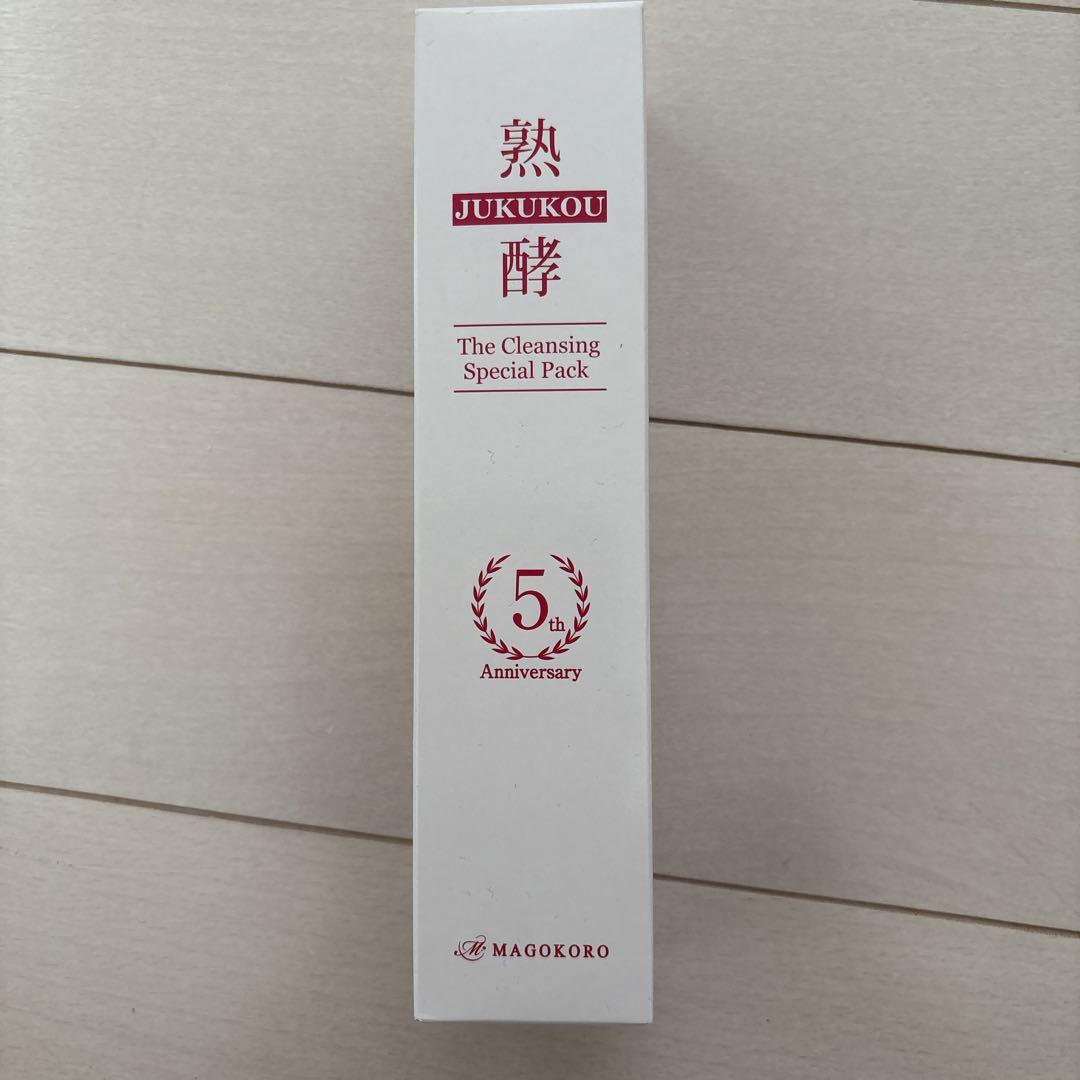 熟
JUKUKOU
酵
The Cleansing
Special Pack
5th
Anniversary
M MAGOKORO